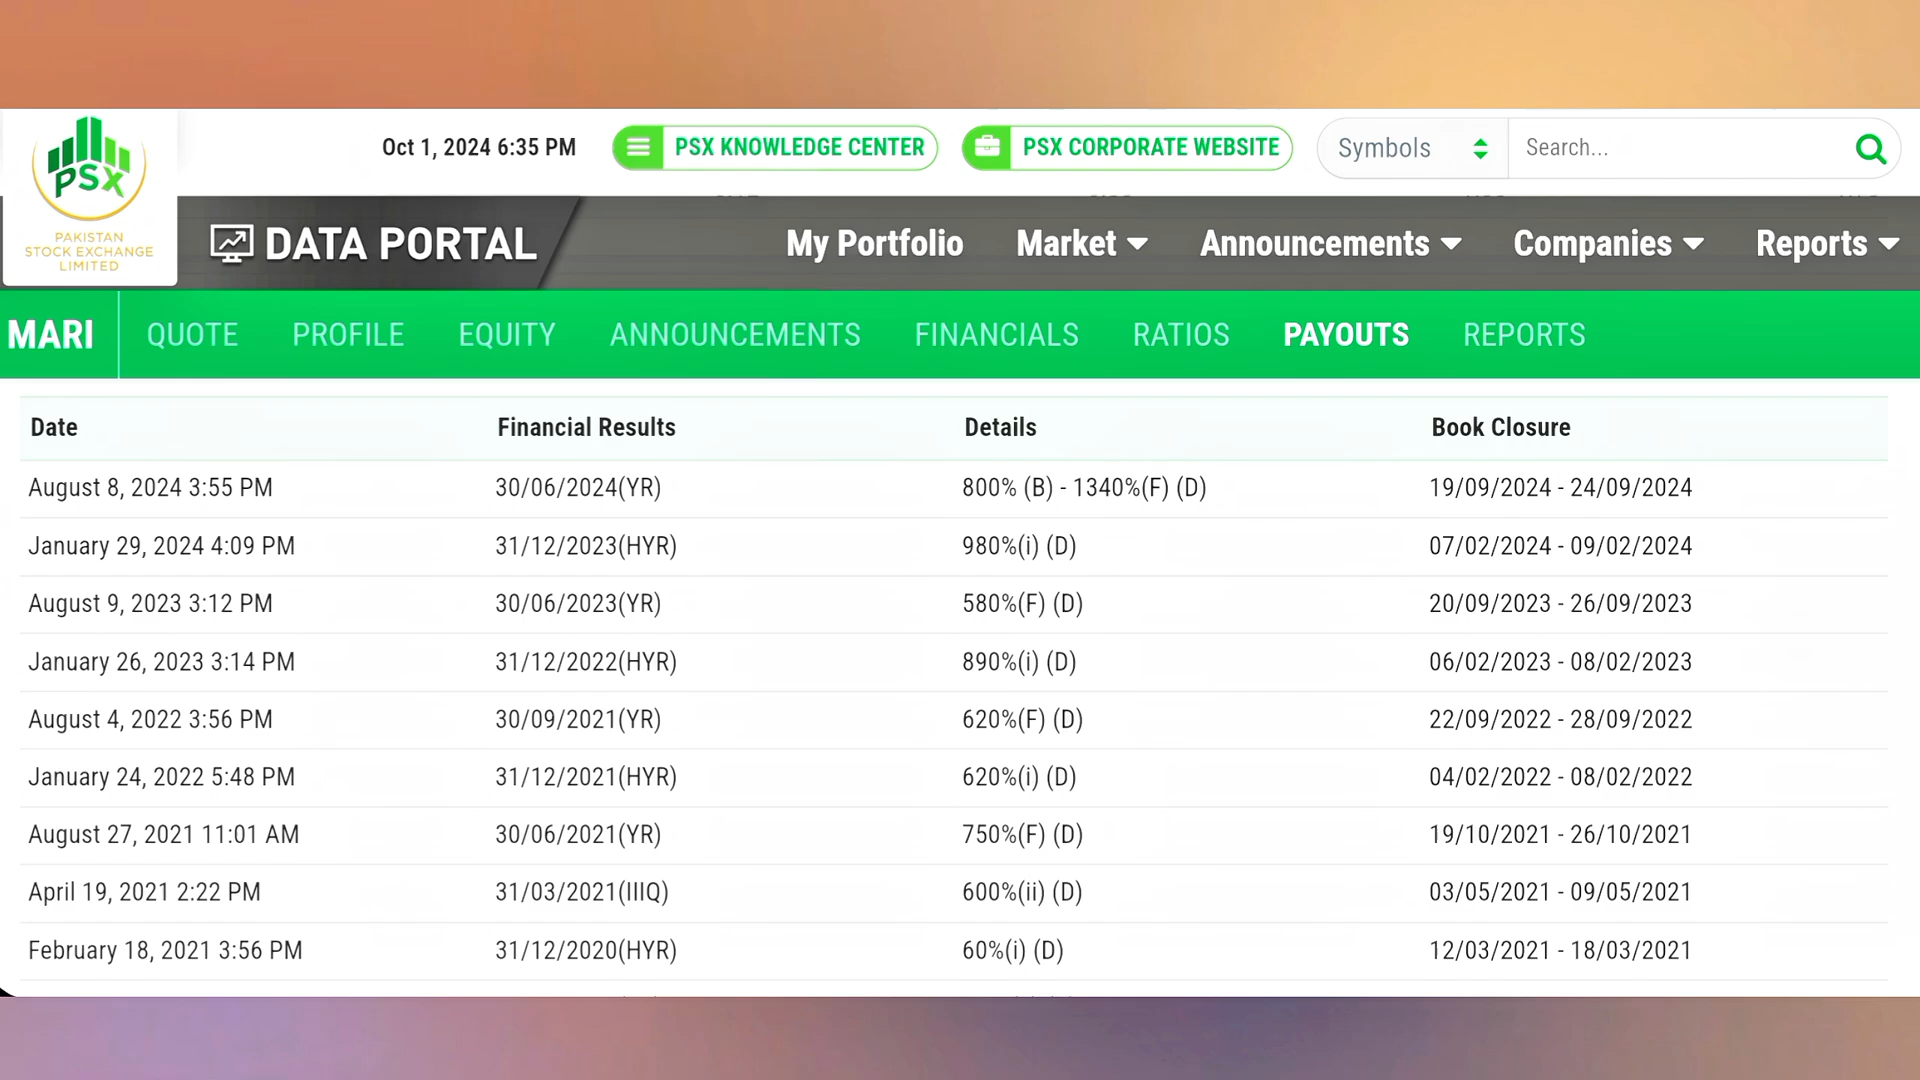 PSX
PAKISTAN
STOCK EXCHANGE
LIMITED
Oct 1, 2024 6:35 PM PSX KNOWLEDGE CENTER PSX CORPORATE WEBSITE Symbols Search...
DATA PORTAL My Portfolio Market Announcements Companies Reports
MARI QUOTE PROFILE EQUITY ANNOUNCEMENTS FINANCIALS RATIOS PAYOUTS REPORTS
Date Financial Results Details Book Closure
August 8, 2024 3:55 PM 30/06/2024(YR) 800% (B) - 1340%(F) (D) 19/09/2024 - 24/09/2024
January 29, 2024 4:09 PM 31/12/2023(HYR) 980%(i) (D) 07/02/2024 - 09/02/2024
August 9, 2023 3:12 PM 30/06/2023(YR) 580%(F) (D) 20/09/2023 - 26/09/2023
January 26, 2023 3:14 PM 31/12/2022(HYR) 890%(i) (D) 06/02/2023 - 08/02/2023
August 4, 2022 3:56 PM 30/09/2021(YR) 620%(F) (D) 22/09/2022 - 28/09/2022
January 24, 2022 5:48 PM 31/12/2021(HYR) 620%(i) (D) 04/02/2022 - 08/02/2022
August 27, 2021 11:01 AM 30/06/2021(YR) 750%(F) (D) 19/10/2021 - 26/10/2021
April 19, 2021 2:22 PM 31/03/2021(IIIQ) 600%(ii) (D) 03/05/2021 - 09/05/2021
February 18, 2021 3:56 PM 31/12/2020(HYR) 60%(i) (D) 12/03/2021 - 18/03/2021